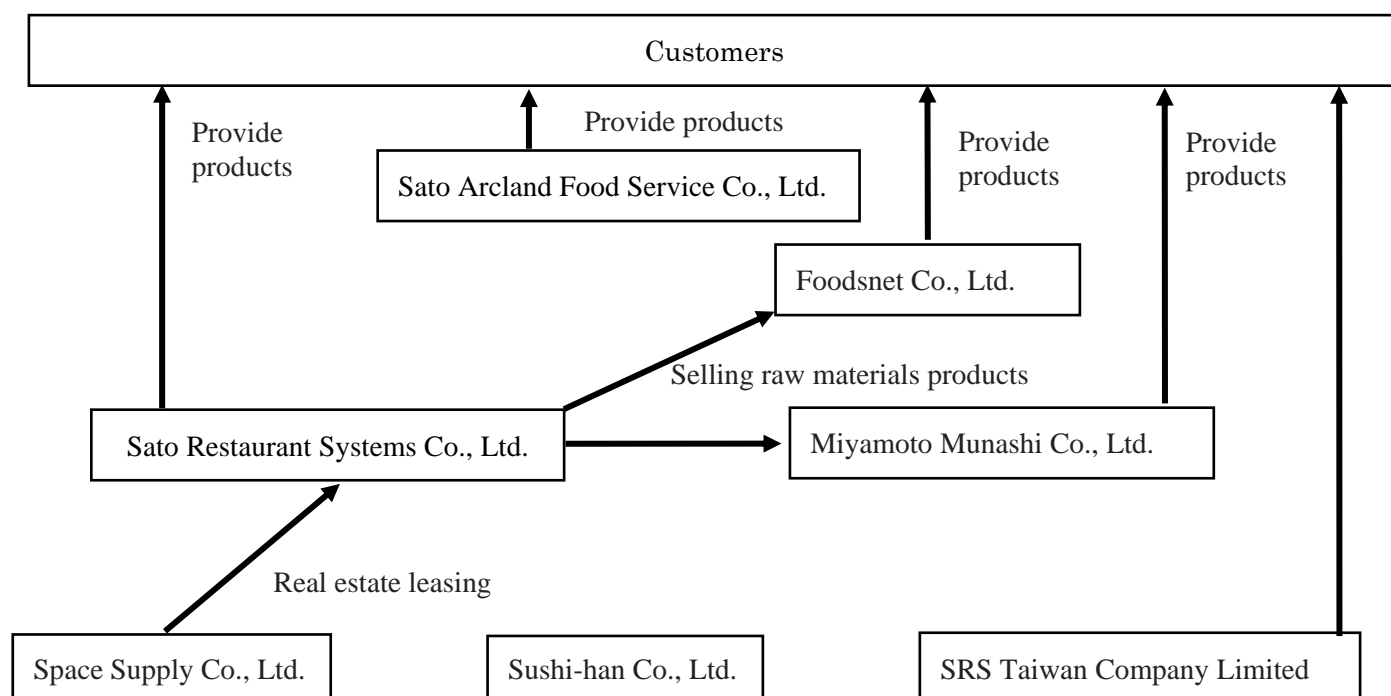 Customers
Provide
products
Provide products
Provide
products
Provide
products
Sato Arcland Food Service Co., Ltd.
Foodsnet Co., Ltd.
Selling raw materials products
Sato Restaurant Systems Co., Ltd.
Miyamoto Munashi Co., Ltd.
Real estate leasing
Space Supply Co., Ltd.
Sushi-han Co., Ltd.
SRS Taiwan Company Limited